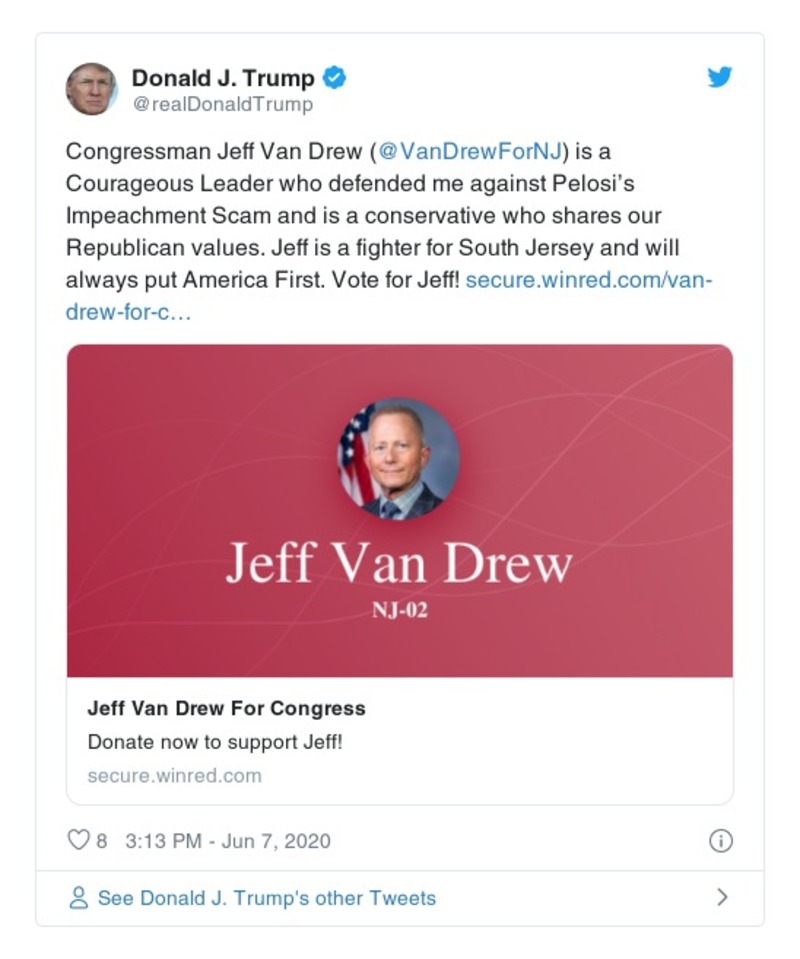 Donald J. Trump
@realDonaldTrump
Congressman Jeff Van Drew (@VanDrewForNJ) is a
Courageous Leader who defended me against Pelosi’s
Impeachment Scam and is a conservative who shares our
Republican values. Jeff is a fighter for South Jersey and will
always put America First. Vote for Jeff! secure.winred.com/van-
drew-for-c…
Jeff Van Drew
NJ-02
Jeff Van Drew For Congress
Donate now to support Jeff!
secure.winred.com
8 3:13 PM - Jun 7, 2020
See Donald J. Trump's other Tweets